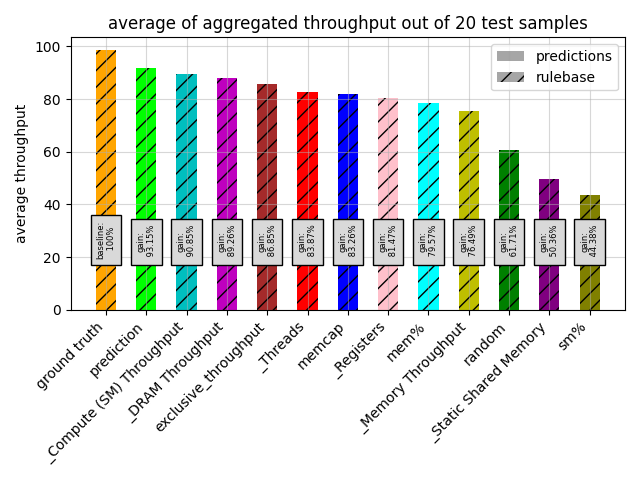 average of aggregated throughput out of 20 test samples
predictions
rulebase
average throughput
100
80
60
40
20
0
baseline:
100%
gain:
93.15%
gain:
90.85%
gain:
89.26%
gain:
86.85%
gain:
83.87%
gain:
83.26%
gain:
81.47%
gain:
79.57%
gain:
76.49%
gain:
61.71%
gain:
50.36%
gain:
44.38%
ground truth
prediction
_Compute (SM) Throughput
_DRAM Throughput
exclusive_throughput
_Threads
memcap
_Registers
mem%
_Memory Throughput
random
_Static Shared Memory
sm%